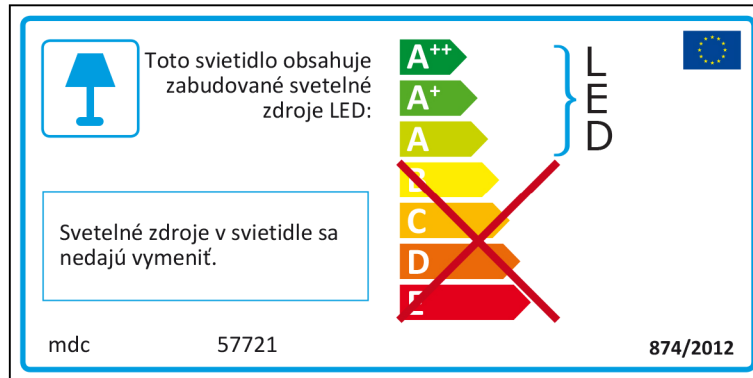 Toto svietidlo obsahuje
zabudované svetelné
zdroje LED:
A++
A+
A
B
C
D
E
L
E
D
Svetelné zdroje v svietidle sa
nedajú vymeniť.
mdc 57721
874/2012